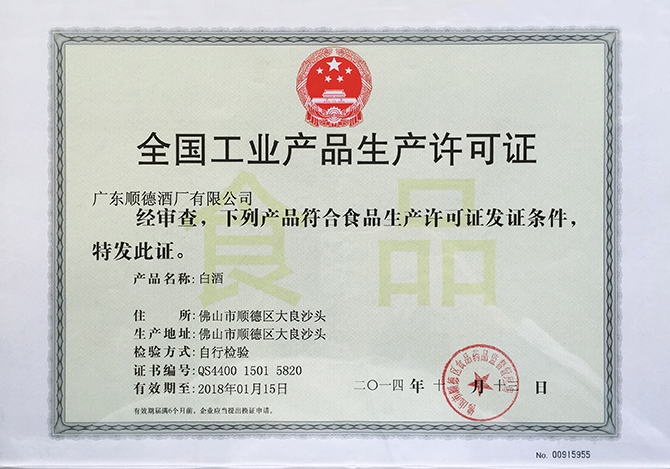 全国工业产品生产许可证
广东顺德酒厂有限公司
食品
经审查，下列产品符合食品生产许可证发证条件，
特发此证。
产品名称：白酒
住 所：佛山市顺德区大良沙头
生产地址：佛山市顺德区大良沙头
检验方式：自行检验
证书编号：QS4400 1501 5820
有效期至：2018年01月15日
二〇一四 年 十 月 十 日
有效期届满6个月前，企业应当提出换证申请。
No. 00915955